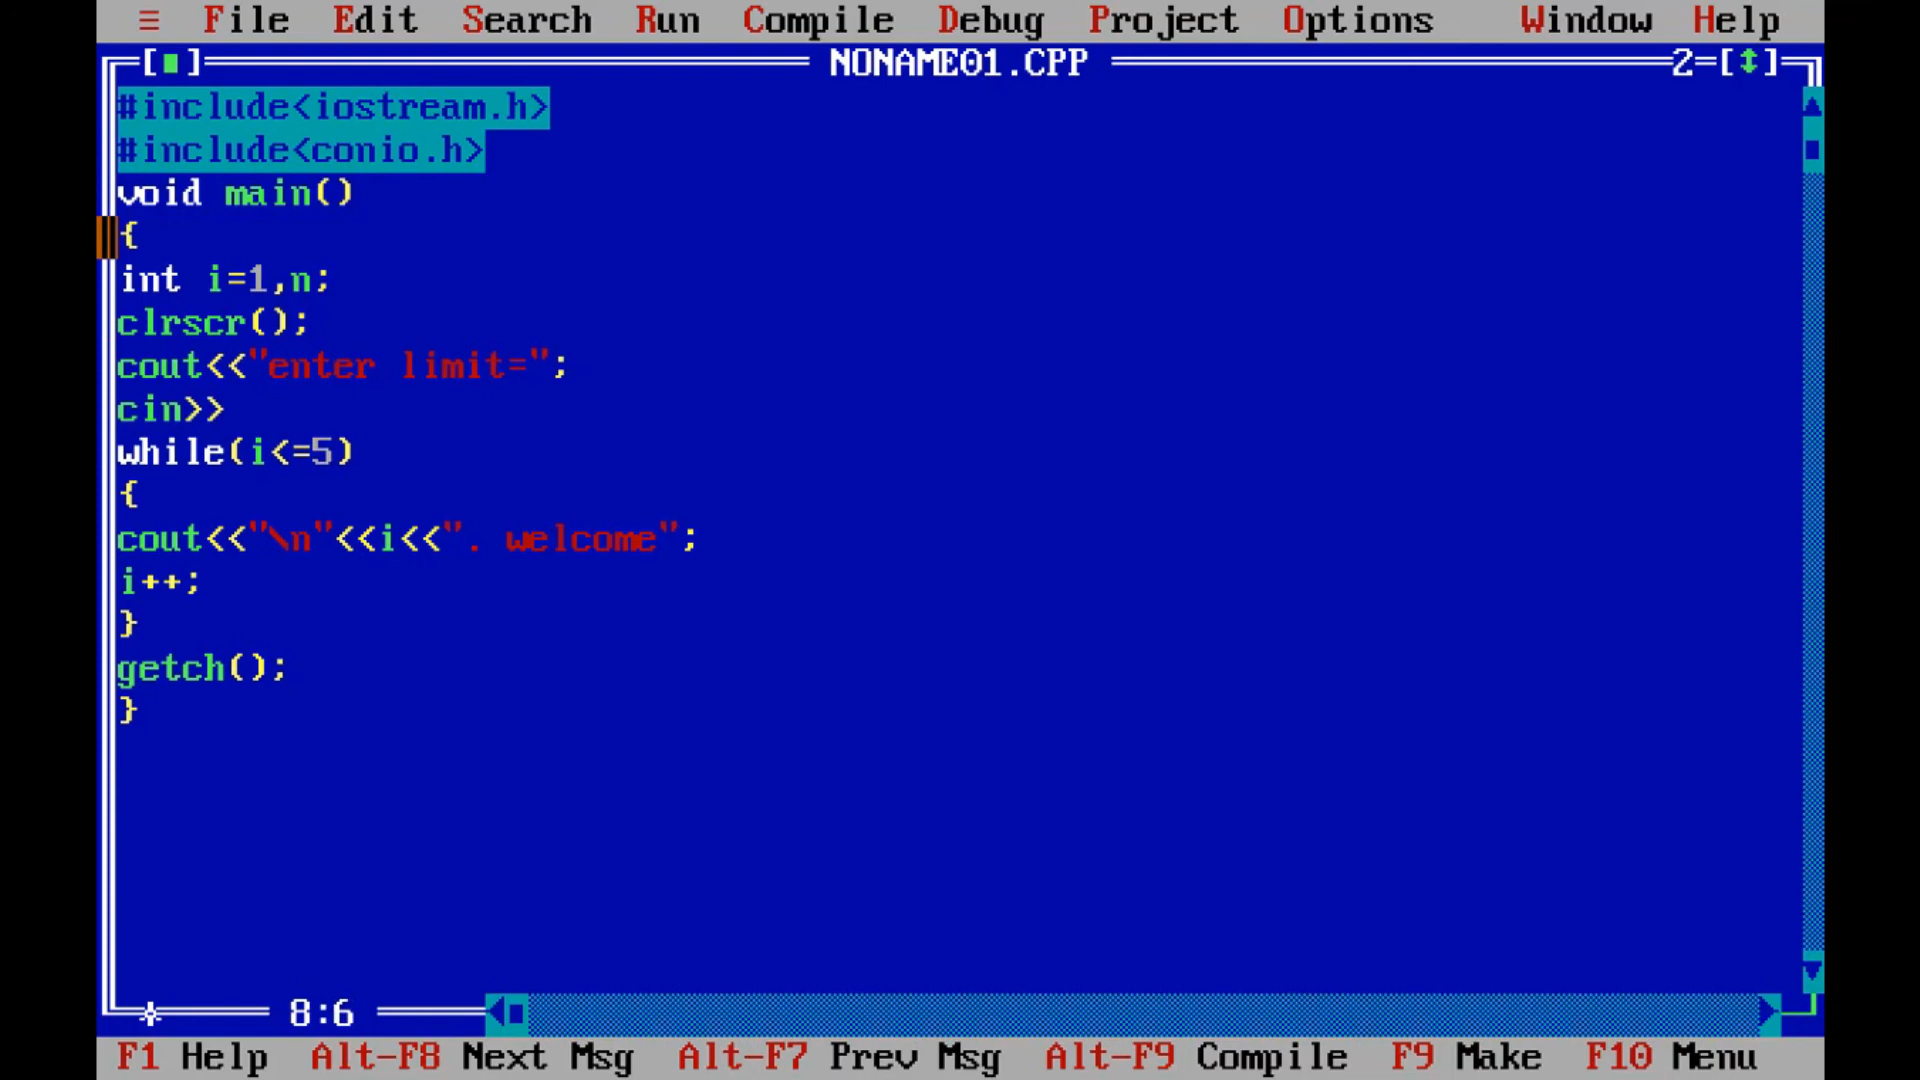 ≡ File Edit Search Run Compile Debug Project Options Window Help
[■] NONAME01.CPP 2=[↕]
#include<iostream.h>
#include<conio.h>
void main()
{
int i=1,n;
clrscr();
cout<<"enter limit=";
cin>>
while(i<=5)
{
cout<<"\n"<<i<<". welcome";
i++;
}
getch();
}
8:6
F1 Help Alt-F8 Next Msg Alt-F7 Prev Msg Alt-F9 Compile F9 Make F10 Menu